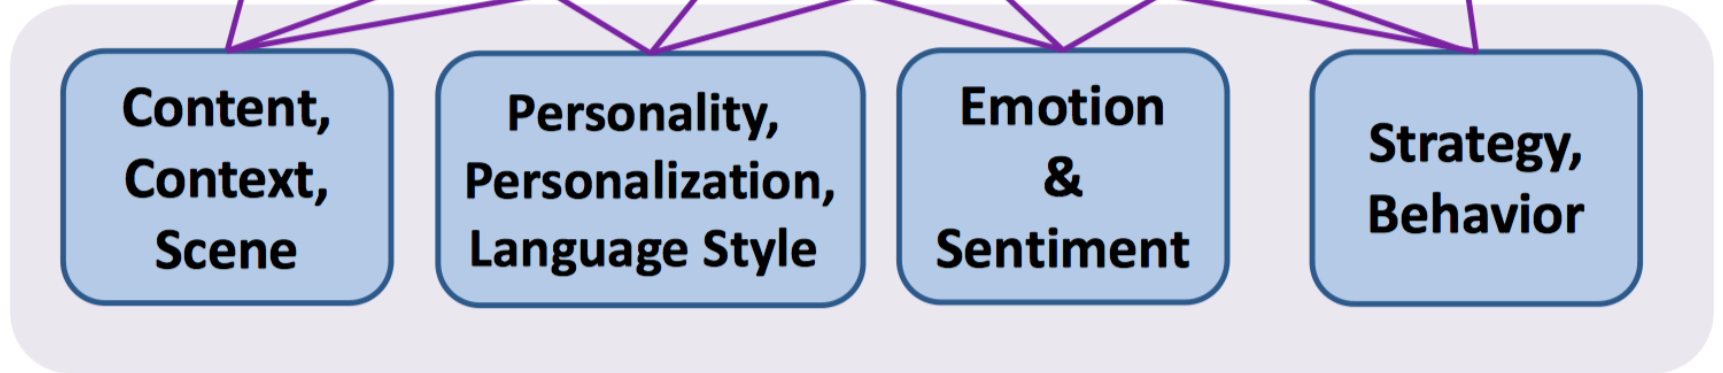 Content,
Context,
Scene
Personality,
Personalization,
Language Style
Emotion
&
Sentiment
Strategy,
Behavior